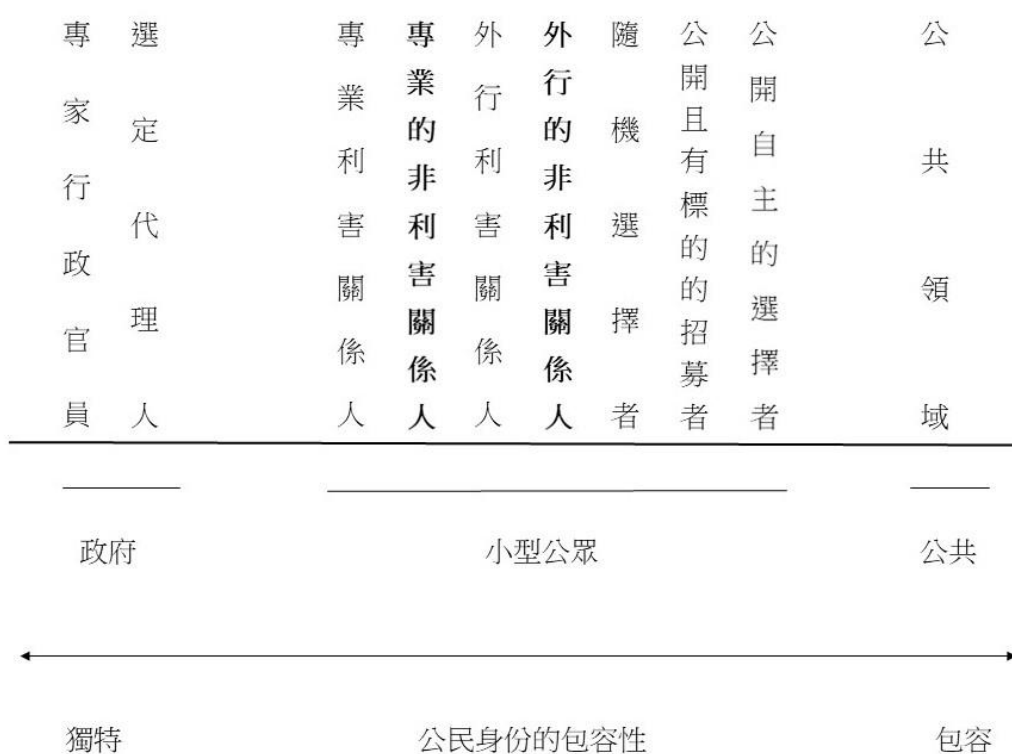 專家行政官員
選定代理人
專業利害關係人
專業的非利害關係人
外行利害關係人
外行的非利害關係人
隨機選擇者
公開且有標的的招募者
公開自主的選擇者
公共領域
政府
小型公眾
公共
獨特
公民身份的包容性
包容